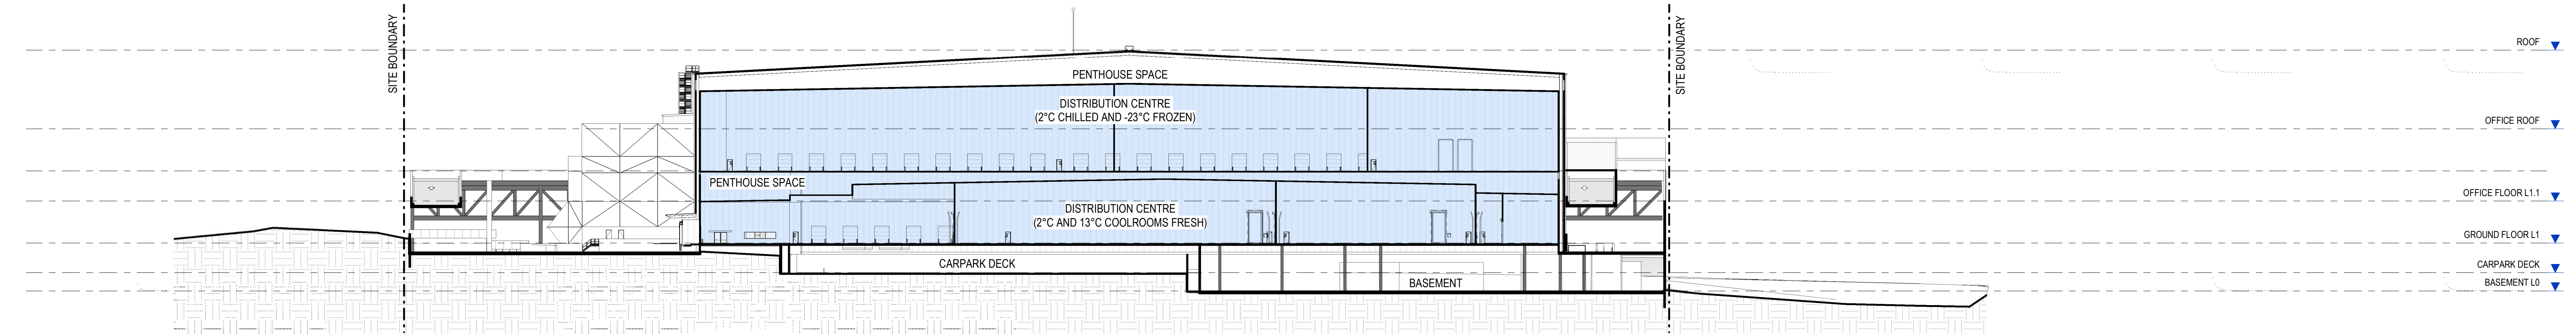 SITE BOUNDARY
SITE BOUNDARY
ROOF
PENTHOUSE SPACE
DISTRIBUTION CENTRE
(2°C CHILLED AND -23°C FROZEN)
OFFICE ROOF
PENTHOUSE SPACE
OFFICE FLOOR L1.1
DISTRIBUTION CENTRE
(2°C AND 13°C COOLROOMS FRESH)
GROUND FLOOR L1
CARPARK DECK
CARPARK DECK
BASEMENT
BASEMENT L0